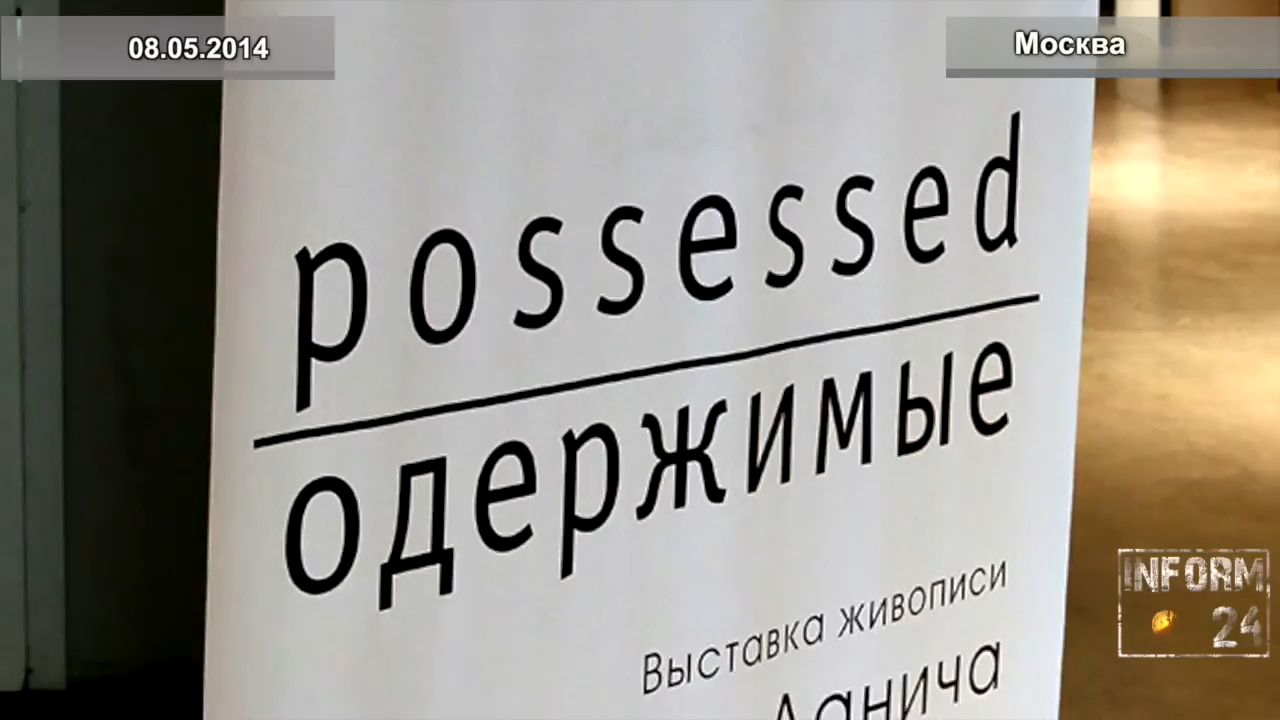 08.05.2014
Москва
possessed
одержимые
Выставка живописи
INFORM
24